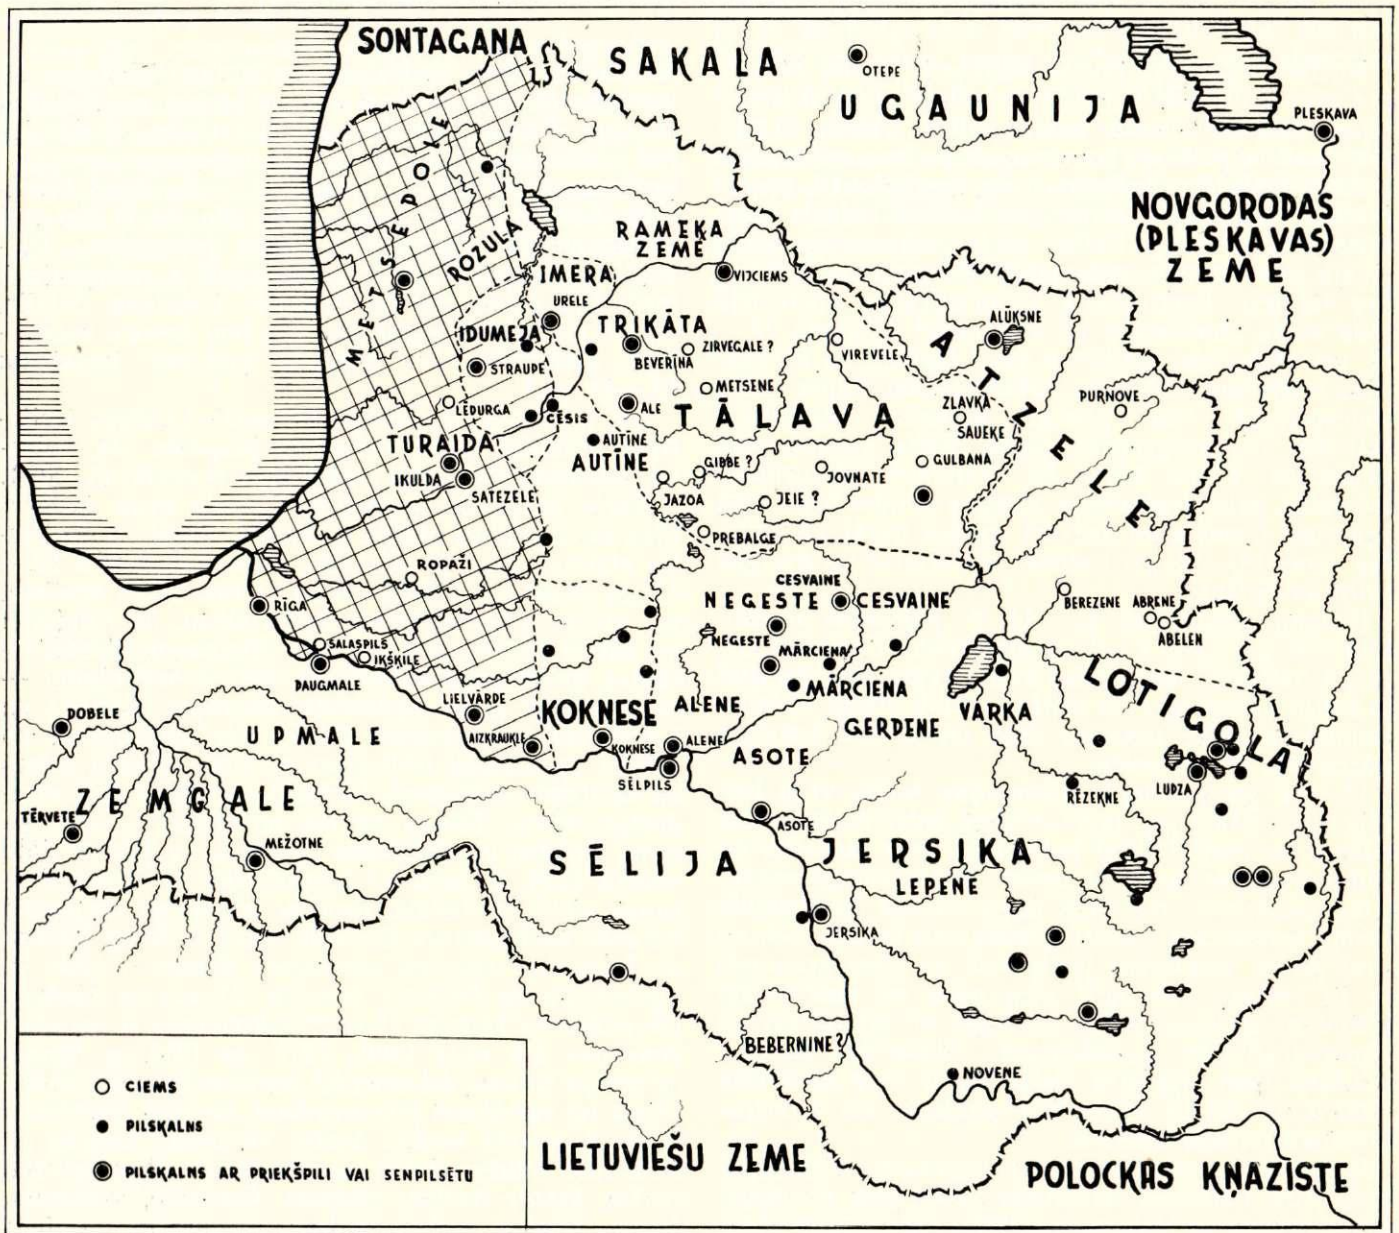 SONTAGANA
SAKALA
OTEPE
UGAUNIJA
PLESKAVA
METSEPOLE
ROZULA
RAMEĶA
ZEME
NOVGORODAS
(PLESKAVAS)
ZEME
IMERA
VIJCIEMS
URELE
IDUMEJA
TRIKĀTA
ALŪKSNE
ATZELE
BEVERĪNA
ZIRVEGALE ?
VIREVELE
STRAUPE
METSENE
PURNOVE
LĒDURGA
CĒSIS
ALE
TĀLAVA
ZLAVKA
SAUEĶE
TURAIDA
AUTĪNE
AUTĪNE
IKULDA
SATEZELE
GIBBE ?
JOVNATE
GULBANA
JAZOA
JEIE ?
PREBALGE
ROPAŽI
CESVAINE
NEGESTE
CESVAINE
BEREZENE
ABRENE
ABELEN
RĪGA
NEGESTE
MĀRCIENA
SALASPILS
IKŠĶILE
DAUGMALE
LOTIGOLA
MĀRCIENA
LIELVĀRDE
KOKNESE
ALENE
VARKA
DOBELE
UPMALE
AIZKRAUKLE
KOKNESE
ALENE
GERDENE
ASOTE
SĒLPILS
LUDZA
RĒZEKNE
ZEMGALE
TĒRVETE
ASOTE
MEŽOTNE
SĒLIJA
JERSIKA
LEPENE
JERSIKA
BEBERNINE?
NOVENE
CIEMS
PILSKALNS
PILSKALNS AR PRIEKŠPILI VAI SENPILSĒTU
LIETUVIEŠU ZEME
POLOCKAS KŅAZISTE